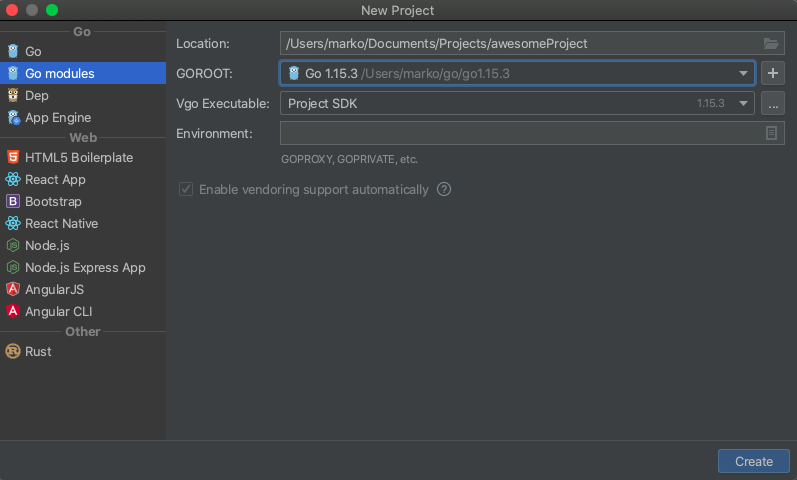 New Project
Go
Go
Go modules
Dep
App Engine
Web
HTML5 Boilerplate
React App
Bootstrap
React Native
Node.js
Node.js Express App
AngularJS
Angular CLI
Other
Rust
Location: /Users/marko/Documents/Projects/awesomeProject
GOROOT: Go 1.15.3 /Users/marko/go/go1.15.3
Vgo Executable: Project SDK 1.15.3 ...
Environment:
GOPROXY, GOPRIVATE, etc.
Enable vendoring support automatically ?
Create